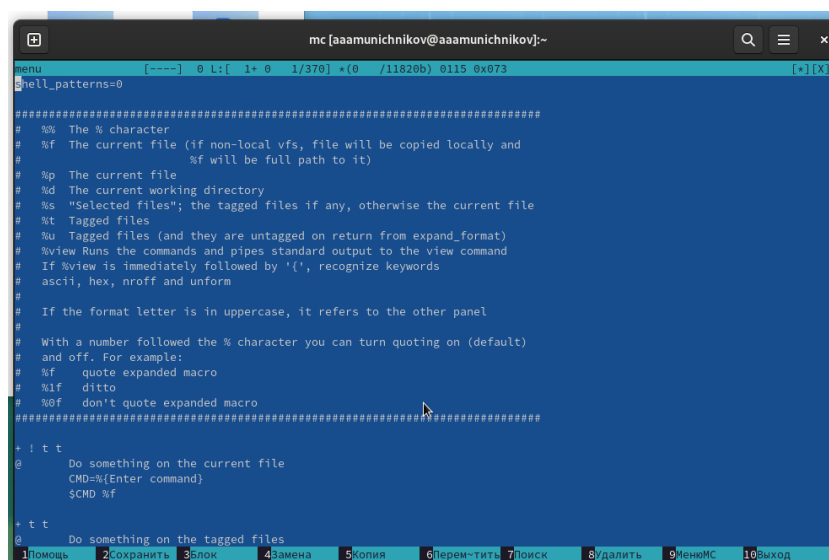 mc [aaamunichnikov@aaamunichnikov]:~
menu [----] 0 L:[ 1+ 0 1/370] *(0 /11820b) 0115 0x073 [*][X]
shell_patterns=0
###############################################################################
# %% The % character
# %f The current file (if non-local vfs, file will be copied locally and
# %f will be full path to it)
# %p The current file
# %d The current working directory
# %s "Selected files"; the tagged files if any, otherwise the current file
# %t Tagged files
# %u Tagged files (and they are untagged on return from expand_format)
# %view Runs the commands and pipes standard output to the view command
# If %view is immediately followed by '{', recognize keywords
# ascii, hex, nroff and unform
#
# If the format letter is in uppercase, it refers to the other panel
#
# With a number followed the % character you can turn quoting on (default)
# and off. For example:
# %f quote expanded macro
# %1f ditto
# %0f don't quote expanded macro
###############################################################################
+ ! t t
@ Do something on the current file
CMD=%{Enter command}
$CMD %f
+ t t
@ Do something on the tagged files
1Помощь 2Сохранить 3Блок 4Замена 5Копия 6Перем~тить 7Поиск 8Удалить 9МенюMC 10Выход